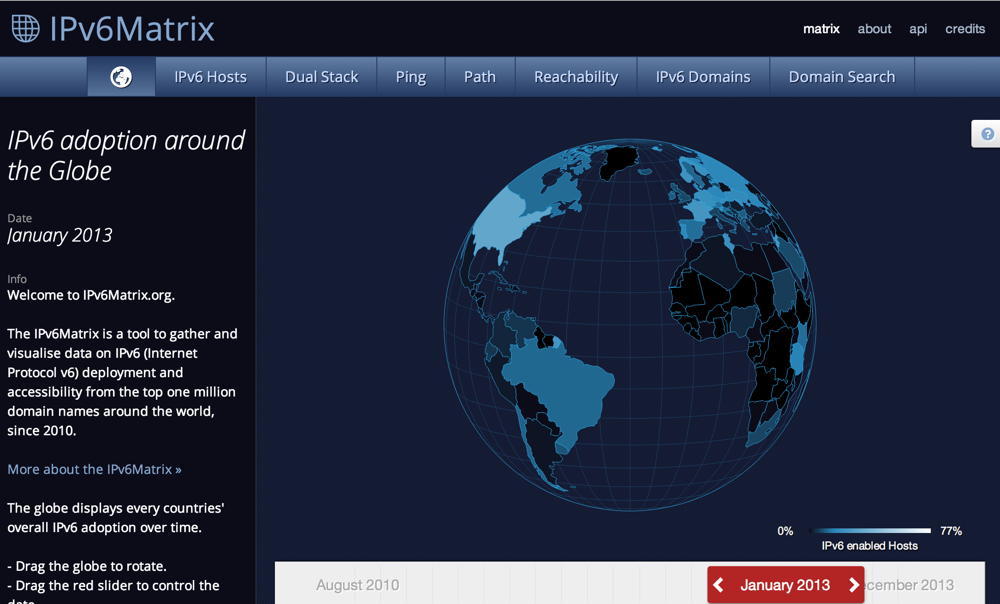 IPv6Matrix
matrix about api credits
IPv6 Hosts Dual Stack Ping Path Reachability IPv6 Domains Domain Search
IPv6 adoption around
the Globe
Date
January 2013
Info
Welcome to IPv6Matrix.org.
The IPv6Matrix is a tool to gather and
visualise data on IPv6 (Internet
Protocol v6) deployment and
accessibility from the top one million
domain names around the world,
since 2010.
More about the IPv6Matrix »
The globe displays every countries'
overall IPv6 adoption over time.
- Drag the globe to rotate.
- Drag the red slider to control the
date.
?
0% 77%
IPv6 enabled Hosts
August 2010 January 2013 ecember 2013